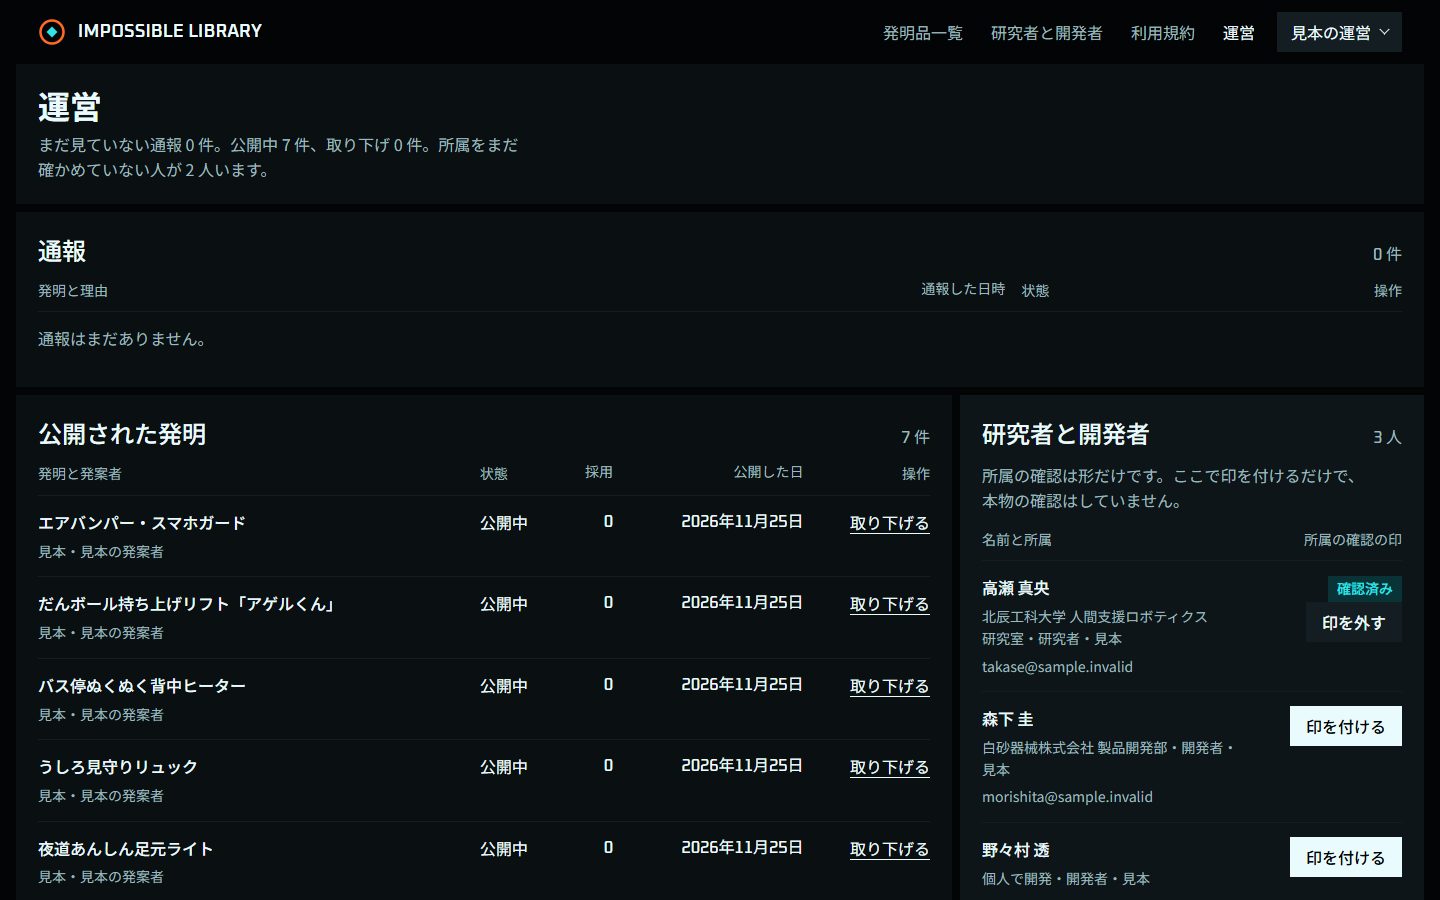 IMPOSSIBLE LIBRARY
発明品一覧
研究者と開発者
利用規約
運営
見本の運営
運営
まだ見ていない通報 0 件。公開中 7 件、取り下げ 0 件。所属をまだ
確かめていない人が 2 人います。
通報
0 件
発明と理由
通報した日時
状態
操作
通報はまだありません。
公開された発明
7 件
発明と発案者
状態
採用
公開した日
操作
エアバンパー・スマホガード
見本・見本の発案者
公開中
0
2026年11月25日
取り下げる
だんボール持ち上げリフト「アゲルくん」
見本・見本の発案者
公開中
0
2026年11月25日
取り下げる
バス停ぬくぬく背中ヒーター
見本・見本の発案者
公開中
0
2026年11月25日
取り下げる
うしろ見守りリュック
見本・見本の発案者
公開中
0
2026年11月25日
取り下げる
夜道あんしん足元ライト
見本・見本の発案者
公開中
0
2026年11月25日
取り下げる
研究者と開発者
3 人
所属の確認は形だけです。ここで印を付けるだけで、
本物の確認はしていません。
名前と所属
所属の確認の印
高瀬 真央
北辰工科大学 人間支援ロボティクス
研究室・研究者・見本
takase@sample.invalid
確認済み
印を外す
森下 圭
白砂器械株式会社 製品開発部・開発者・
見本
morishita@sample.invalid
印を付ける
野々村 透
個人で開発・開発者・見本
印を付ける